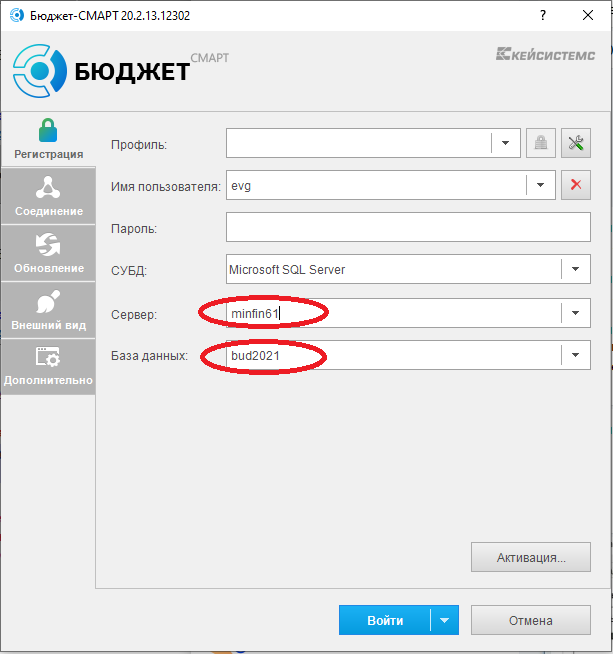 Бюджет-СМАРТ 20.2.13.12302
?
БЮДЖЕТ СМАРТ
КЕЙСИСТЕМС
Регистрация
Соединение
Обновление
Внешний вид
Дополнительно
Профиль:
Имя пользователя: evg
Пароль:
СУБД: Microsoft SQL Server
Сервер: minfin61
База данных: bud2021
Активация...
Войти
Отмена